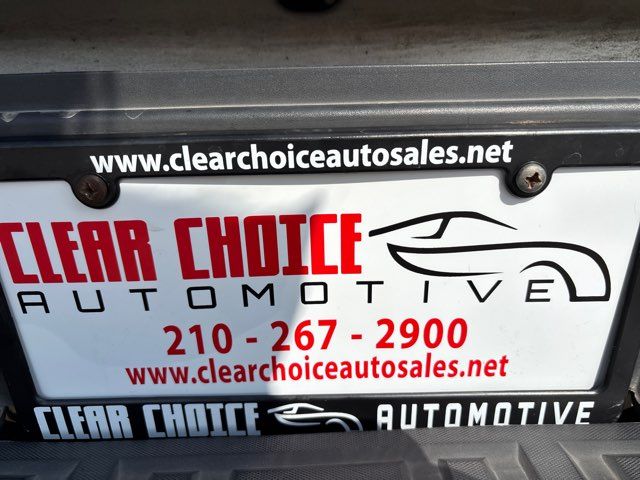 www.clearchoiceautosales.net
CLEAR CHOICE
AUTOMOTIVE
210 - 267 - 2900
www.clearchoiceautosales.net
CLEAR CHOICE AUTOMOTIVE